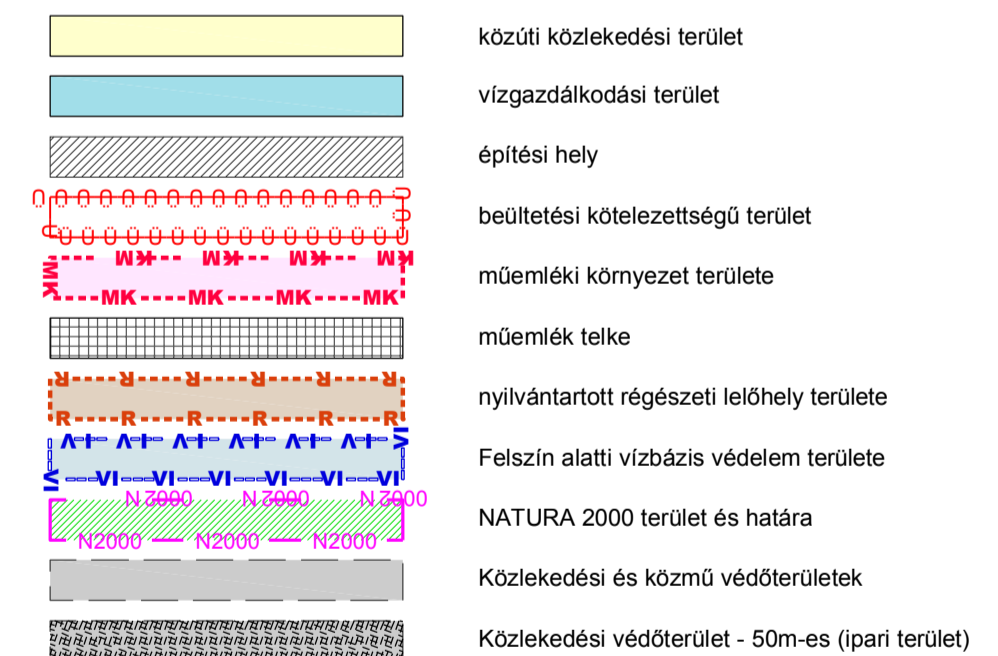 közúti közlekedési terület
vízgazdálkodási terület
építési hely
beültetési kötelezettségű terület
MK MK MK MK
MK MK MK MK MK
műemléki környezet területe
műemlék telke
R R R R R R
R R R R R R
nyilvántartott régészeti lelőhely területe
VI VI VI VI VI VI VI
VI VI VI VI VI VI VI
Felszín alatti vízbázis védelem területe
N2000 N2000 N2000
N2000 N2000 N2000
NATURA 2000 terület és határa
Közlekedési és közmű védőterületek
Közlekedési védőterület - 50m-es (ipari terület)